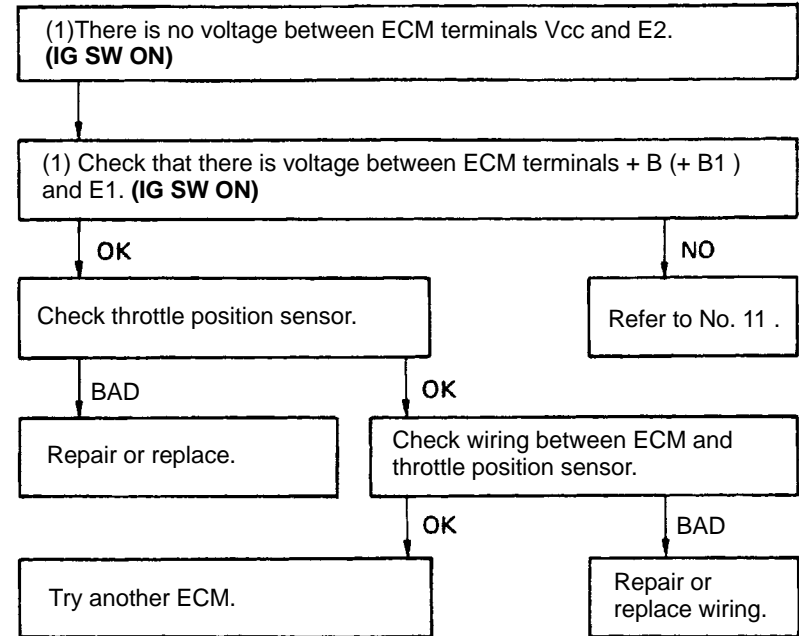 (1)There is no voltage between ECM terminals Vcc and E2.
(IG SW ON)
(1) Check that there is voltage between ECM terminals + B (+ B1 )
and E1. (IG SW ON)
OK
NO
Check throttle position sensor.
Refer to No. 11 .
BAD
OK
Repair or replace.
Check wiring between ECM and
throttle position sensor.
OK
BAD
Try another ECM.
Repair or
replace wiring.